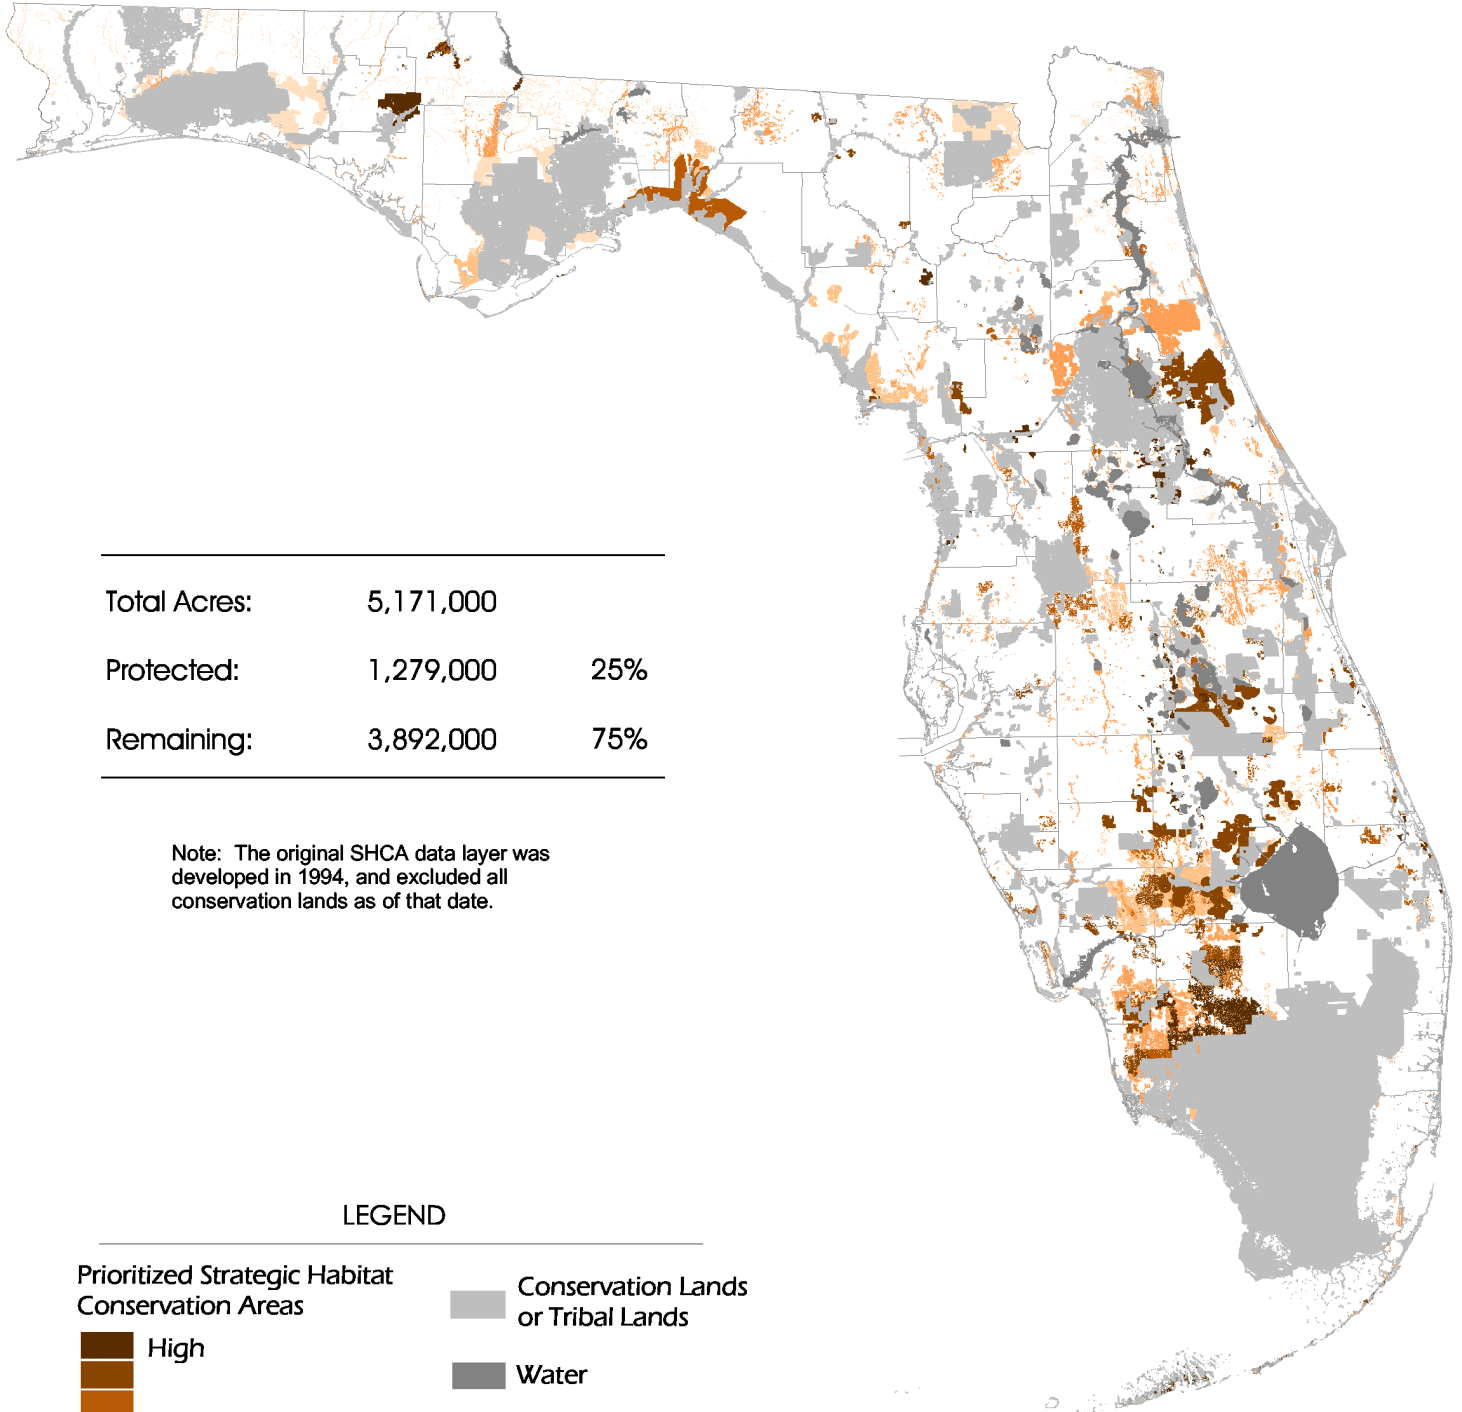 Total Acres: 5,171,000
Protected: 1,279,000 25%
Remaining: 3,892,000 75%
Note: The original SHCA data layer was
developed in 1994, and excluded all
conservation lands as of that date.
LEGEND
Prioritized Strategic Habitat
Conservation Areas
High
Conservation Lands
or Tribal Lands
Water